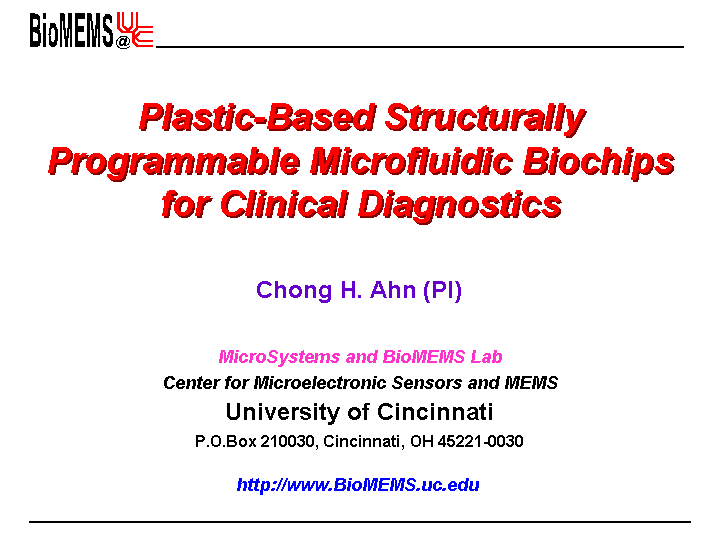 BioMEMS@UC
Plastic-Based Structurally
Programmable Microfluidic Biochips
for Clinical Diagnostics
Chong H. Ahn (PI)
MicroSystems and BioMEMS Lab
Center for Microelectronic Sensors and MEMS
University of Cincinnati
P.O.Box 210030, Cincinnati, OH 45221-0030
http://www.BioMEMS.uc.edu